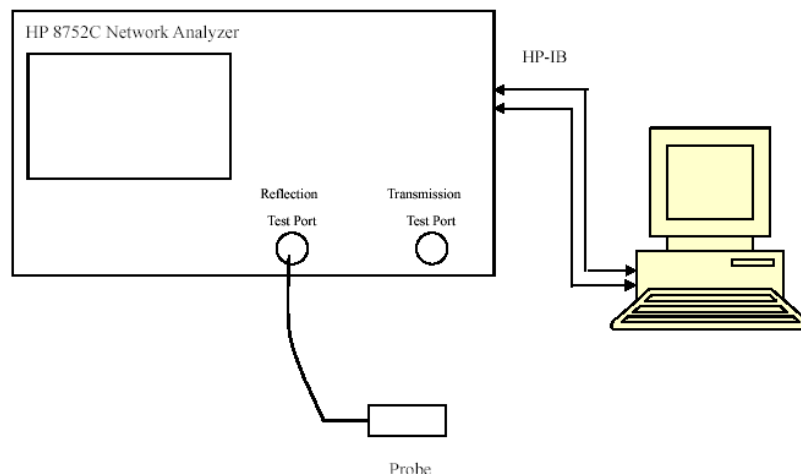 HP 8752C Network Analyzer
HP-IB
Reflection
Test Port
Transmission
Test Port
Probe